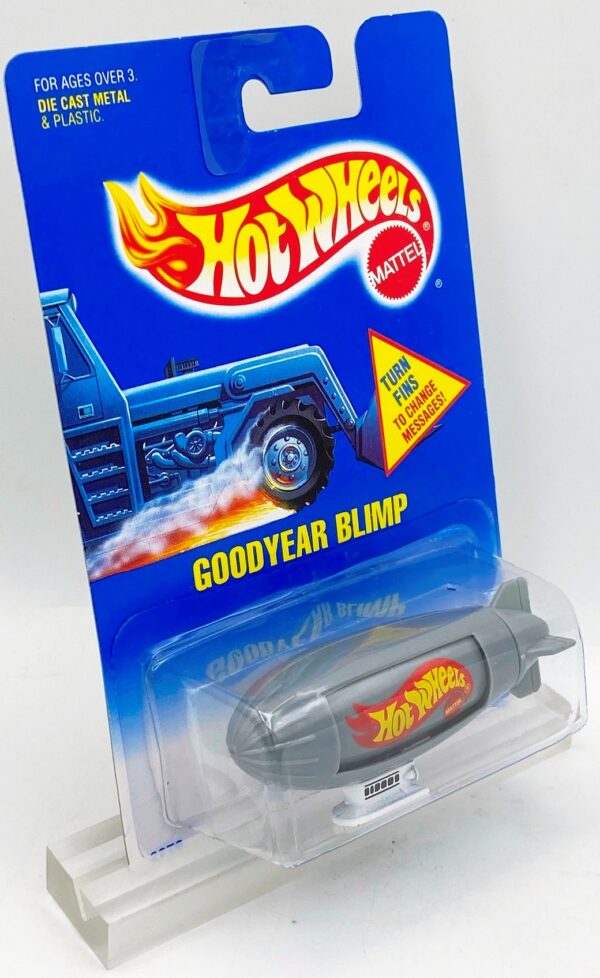 FOR AGES OVER 3.
DIE CAST METAL
& PLASTIC.
HOT WHEELS®
MATTEL
®
TURN
FINS
TO CHANGE
MESSAGES!
GOODYEAR BLIMP
HOT WHEELS
MATTEL